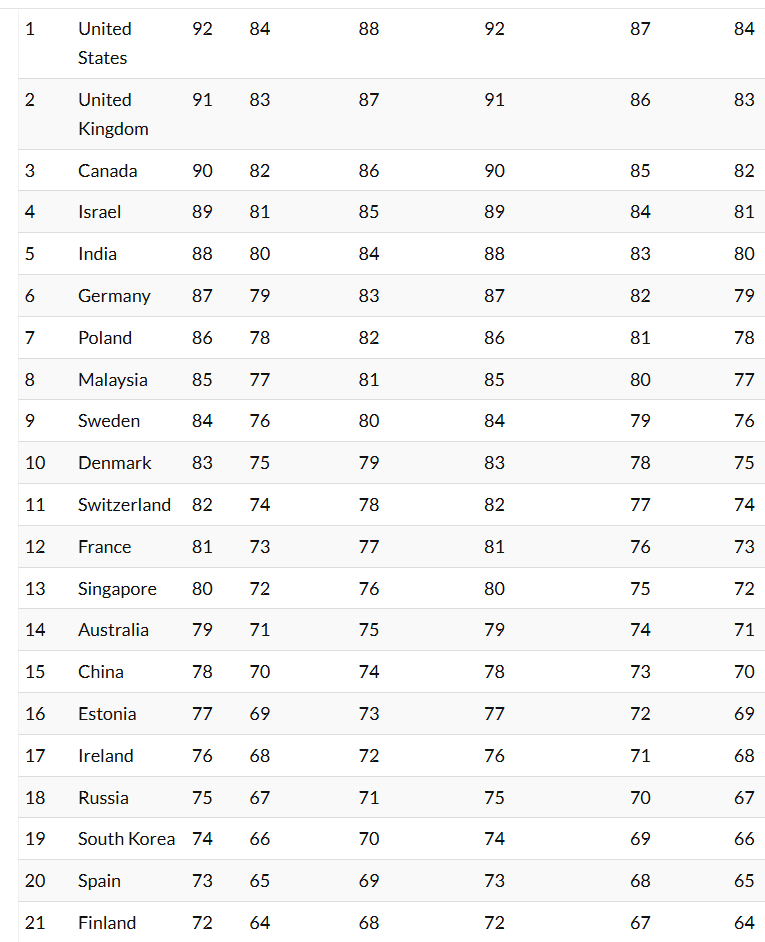 1 United States 92 84 88 92 87 84
2 United Kingdom 91 83 87 91 86 83
3 Canada 90 82 86 90 85 82
4 Israel 89 81 85 89 84 81
5 India 88 80 84 88 83 80
6 Germany 87 79 83 87 82 79
7 Poland 86 78 82 86 81 78
8 Malaysia 85 77 81 85 80 77
9 Sweden 84 76 80 84 79 76
10 Denmark 83 75 79 83 78 75
11 Switzerland 82 74 78 82 77 74
12 France 81 73 77 81 76 73
13 Singapore 80 72 76 80 75 72
14 Australia 79 71 75 79 74 71
15 China 78 70 74 78 73 70
16 Estonia 77 69 73 77 72 69
17 Ireland 76 68 72 76 71 68
18 Russia 75 67 71 75 70 67
19 South Korea 74 66 70 74 69 66
20 Spain 73 65 69 73 68 65
21 Finland 72 64 68 72 67 64